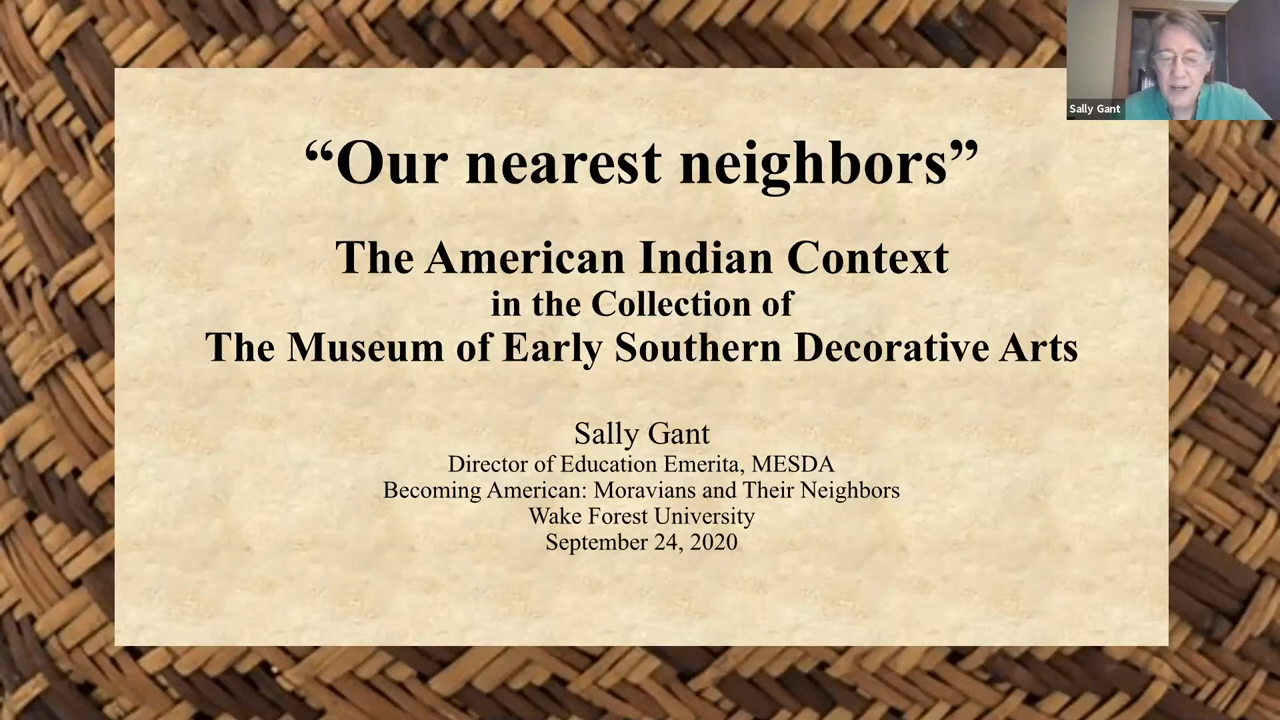 “Our nearest neighbors”
The American Indian Context
in the Collection of
The Museum of Early Southern Decorative Arts
Sally Gant
Director of Education Emerita, MESDA
Becoming American: Moravians and Their Neighbors
Wake Forest University
September 24, 2020
Sally Gant